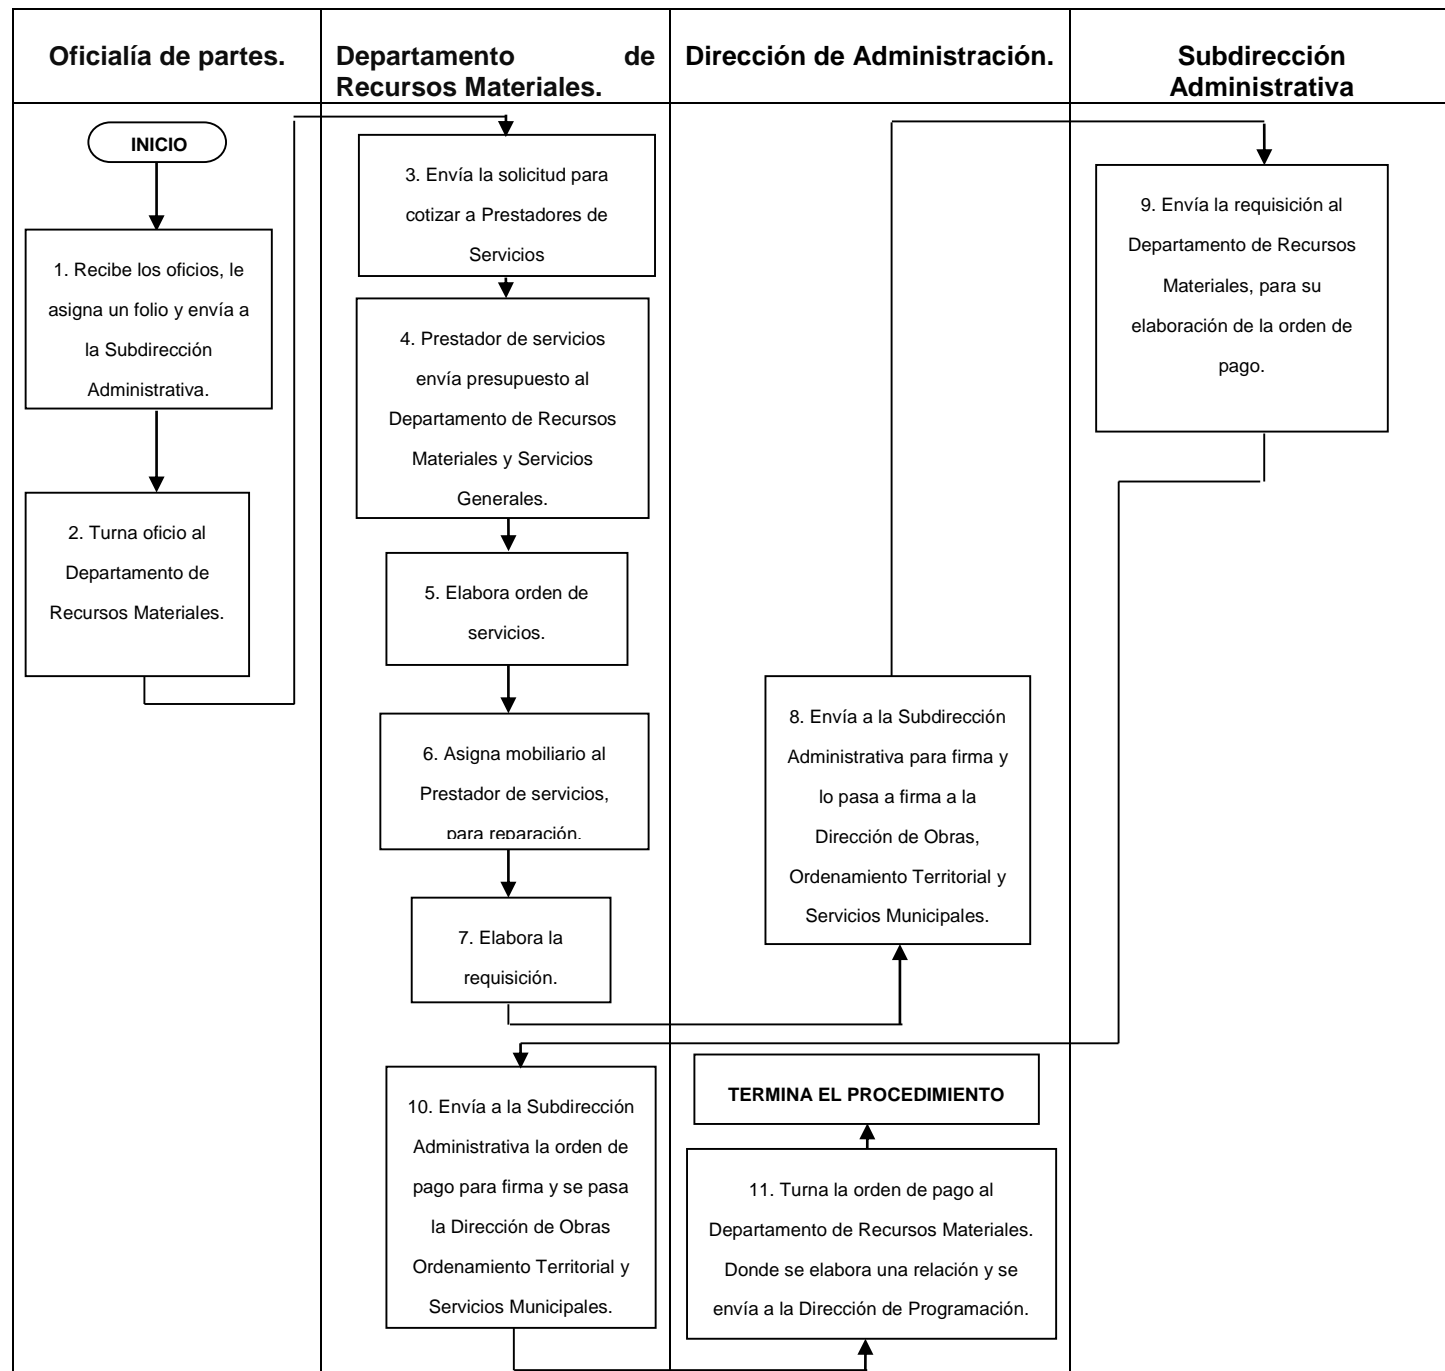 Oficialía de partes.
Departamento de
Recursos Materiales.
Dirección de Administración.
Subdirección
Administrativa
INICIO
1. Recibe los oficios, le
asigna un folio y envía a
la Subdirección
Administrativa.
2. Turna oficio al
Departamento de
Recursos Materiales.
3. Envía la solicitud para
cotizar a Prestadores de
Servicios
4. Prestador de servicios
envía presupuesto al
Departamento de Recursos
Materiales y Servicios
Generales.
5. Elabora orden de
servicios.
6. Asigna mobiliario al
Prestador de servicios,
para reparación.
7. Elabora la
requisición.
8. Envía a la Subdirección
Administrativa para firma y
lo pasa a firma a la
Dirección de Obras,
Ordenamiento Territorial y
Servicios Municipales.
9. Envía la requisición al
Departamento de Recursos
Materiales, para su
elaboración de la orden de
pago.
10. Envía a la Subdirección
Administrativa la orden de
pago para firma y se pasa
la Dirección de Obras
Ordenamiento Territorial y
Servicios Municipales.
11. Turna la orden de pago al
Departamento de Recursos Materiales.
Donde se elabora una relación y se
envía a la Dirección de Programación.
TERMINA EL PROCEDIMIENTO